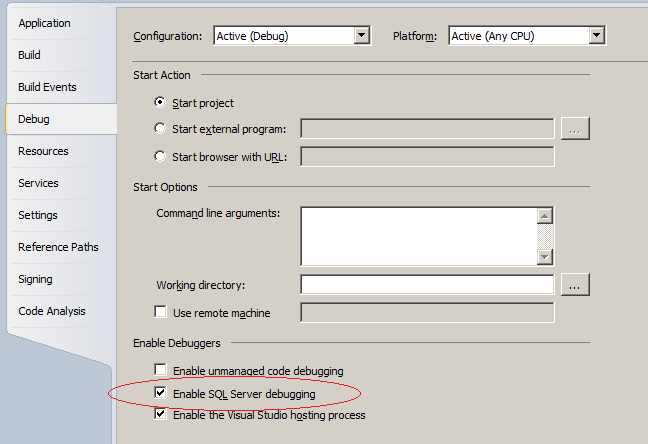 Application
Build
Build Events
Debug
Resources
Services
Settings
Reference Paths
Signing
Code Analysis
Configuration: Active (Debug) Platform: Active (Any CPU)
Start Action
Start project
Start external program: ...
Start browser with URL:
Start Options
Command line arguments:
Working directory: ...
Use remote machine
Enable Debuggers
Enable unmanaged code debugging
Enable SQL Server debugging
Enable the Visual Studio hosting process